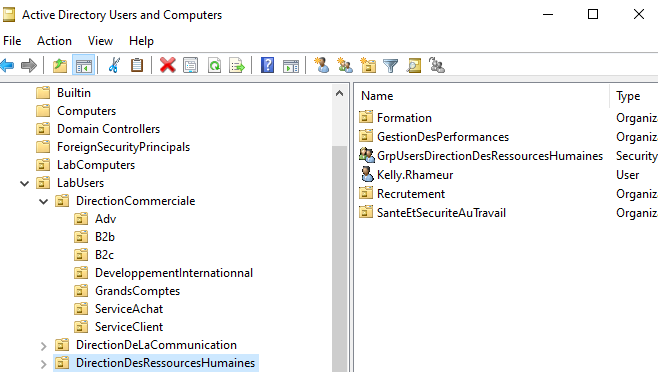 Active Directory Users and Computers
File Action View Help
Builtin
Computers
Domain Controllers
ForeignSecurityPrincipals
LabComputers
LabUsers
DirectionCommerciale
Adv
B2b
B2c
DeveloppementInternationnal
GrandsComptes
ServiceAchat
ServiceClient
DirectionDeLaCommunication
DirectionDesRessourcesHumaines
Name Type
Formation Organiz
GestionDesPerformances Organiz
GrpUsersDirectionDesRessourcesHumaines Security
Kelly.Rhameur User
Recrutement Organiz
SanteEtSecuriteAuTravail Organiz